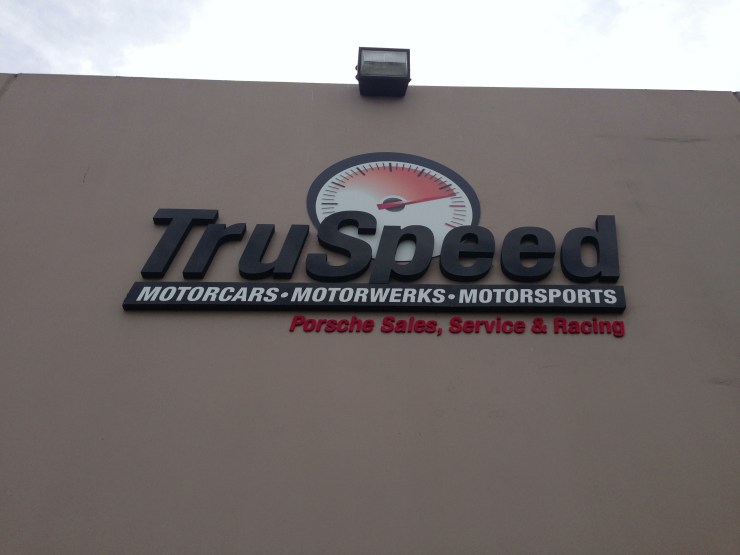 TruSpeed
MOTORCARS • MOTORWERKS • MOTORSPORTS
Porsche Sales, Service & Racing